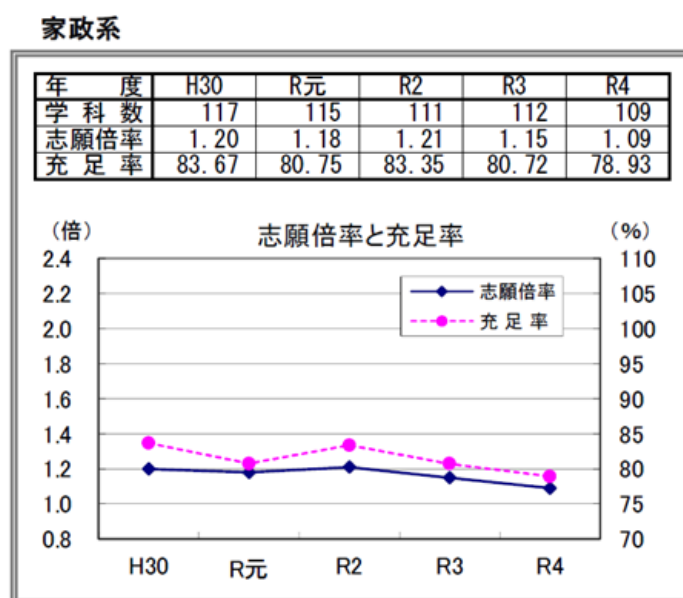 家政系
年 度 H30 R元 R2 R3 R4
学 科 数 117 115 111 112 109
志願倍率 1.20 1.18 1.21 1.15 1.09
充 足 率 83.67 80.75 83.35 80.72 78.93
(倍) 志願倍率と充足率 (%)
2.4 110
2.2 105
2.0 100
1.8 95
1.6 90
1.4 85
1.2 80
1.0 75
0.8 70
志願倍率
充 足 率
H30 R元 R2 R3 R4